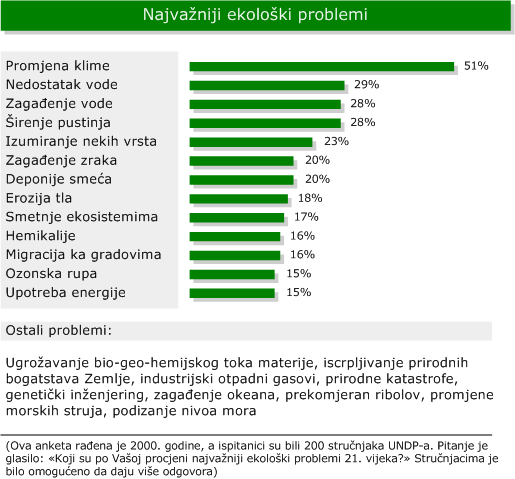 Najvažniji ekološki problemi
Promjena klime 51%
Nedostatak vode 29%
Zagađenje vode 28%
Širenje pustinja 28%
Izumiranje nekih vrsta 23%
Zagađenje zraka 20%
Deponije smeća 20%
Erozija tla 18%
Smetnje ekosistemima 17%
Hemikalije 16%
Migracija ka gradovima 16%
Ozonska rupa 15%
Upotreba energije 15%
Ostali problemi:
Ugrožavanje bio-geo-hemijskog toka materije, iscrpljivanje prirodnih
bogatstava Zemlje, industrijski otpadni gasovi, prirodne katastrofe,
genetički inženjering, zagađenje okeana, prekomjeran ribolov, promjene
morskih struja, podizanje nivoa mora
(Ova anketa rađena je 2000. godine, a ispitanici su bili 200 stručnjaka UNDP-a. Pitanje je
glasilo: «Koji su po Vašoj procjeni najvažniji ekološki problemi 21. vijeka?» Stručnjacima je
bilo omogućeno da daju više odgovora)